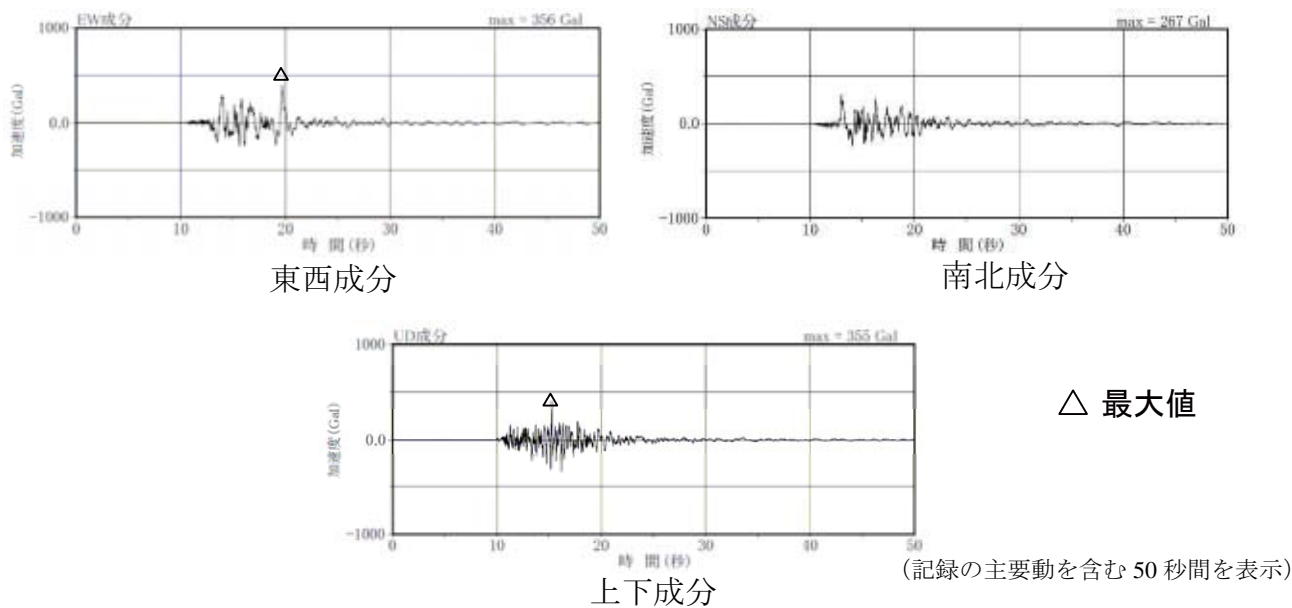 EW成分 max = 356 Gal
1000
0.0
-1000
加速度(Gal)
0 10 20 30 40 50
時 間(秒)
東西成分
NS成分 max = 267 Gal
1000
0.0
-1000
加速度(Gal)
0 10 20 30 40 50
時 間(秒)
南北成分
UD成分 max = 355 Gal
1000
0.0
-1000
加速度(Gal)
0 10 20 30 40 50
時 間(秒)
上下成分
△ 最大値
(記録の主要動を含む 50 秒間を表示)